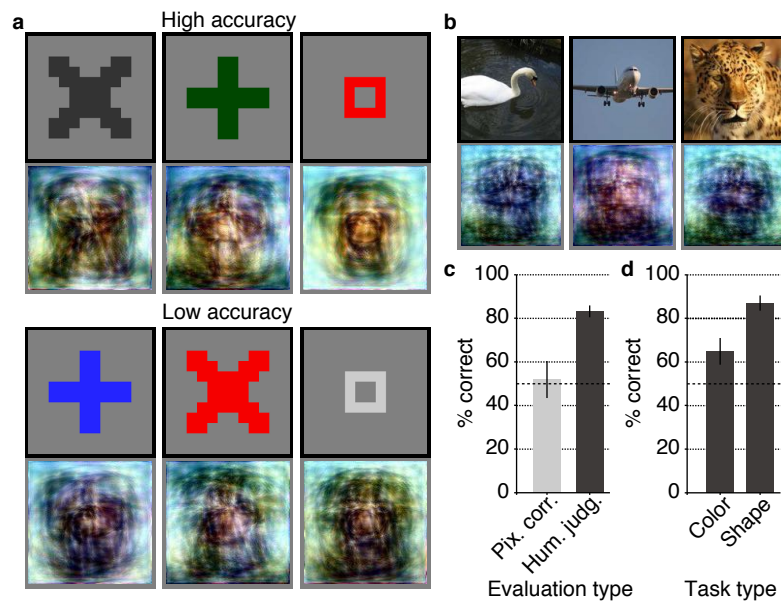 a
High accuracy
Low accuracy
b
c
% correct
100
80
60
40
20
0
Pix. corr.
Hum. judg.
Evaluation type
d
% correct
100
80
60
40
20
0
Color
Shape
Task type